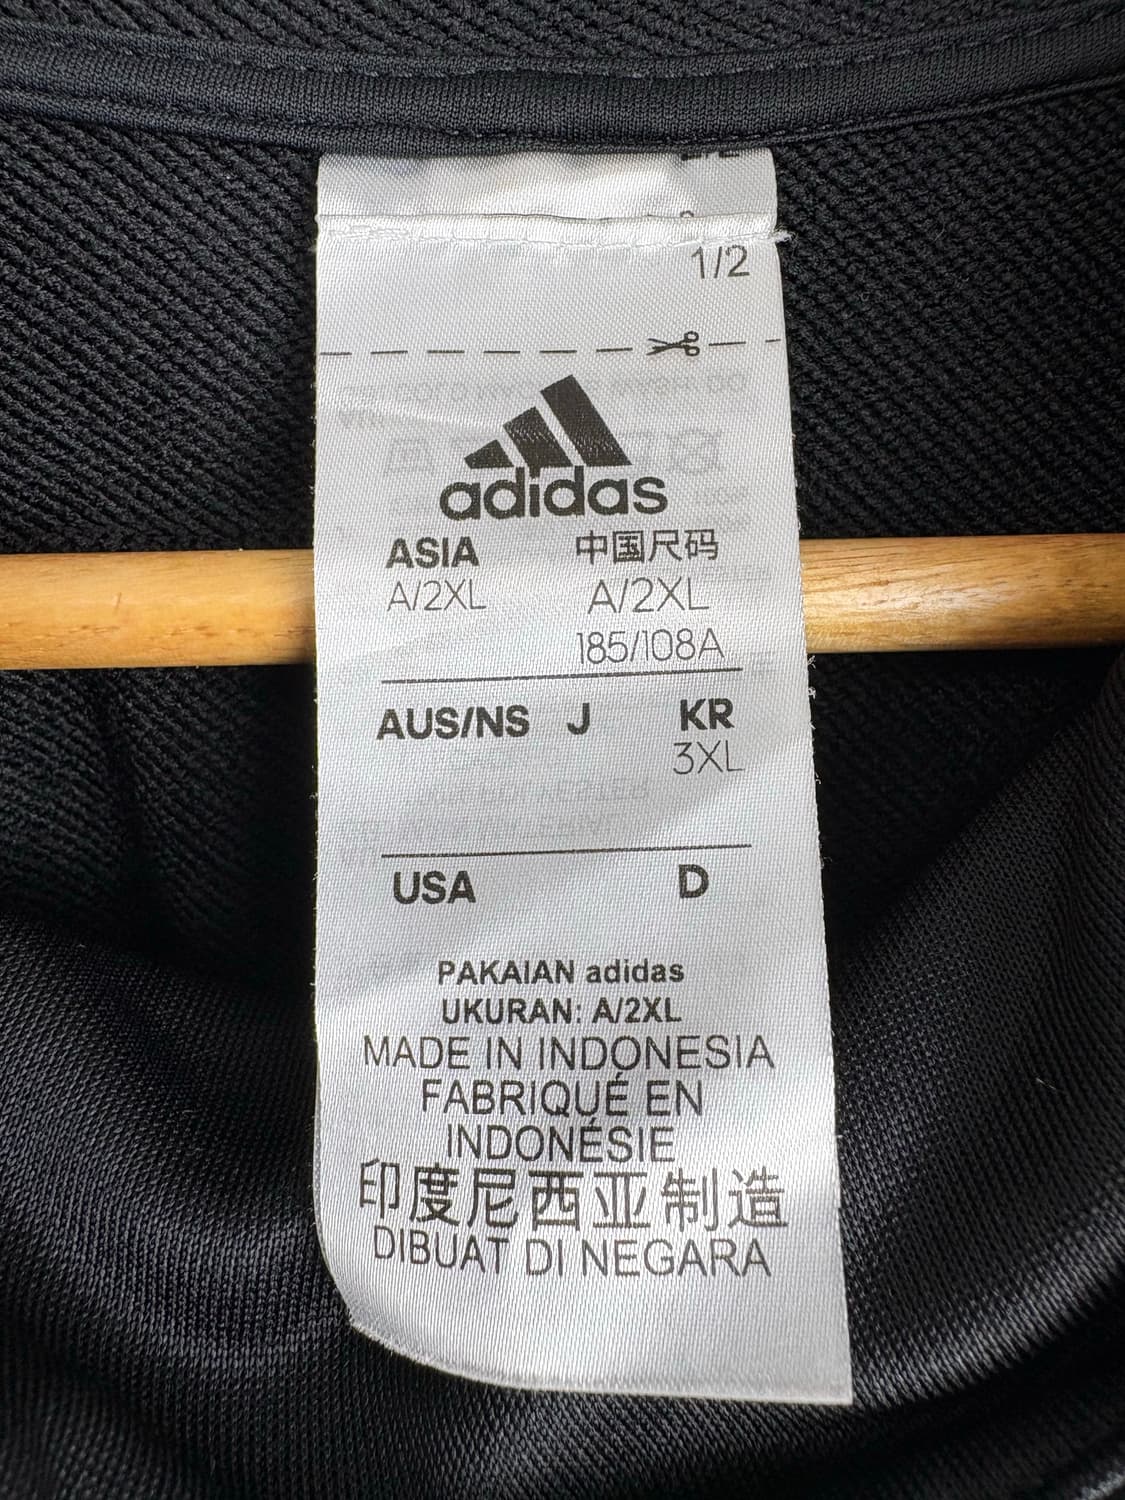 1/2
adidas
ASIA 中国尺码
A/2XL A/2XL
185/108A
AUS/NS J KR
3XL
USA D
PAKAIAN adidas
UKURAN: A/2XL
MADE IN INDONESIA
FABRIQUÉ EN
INDONÉSIE
印度尼西亚制造
DIBUAT DI NEGARA